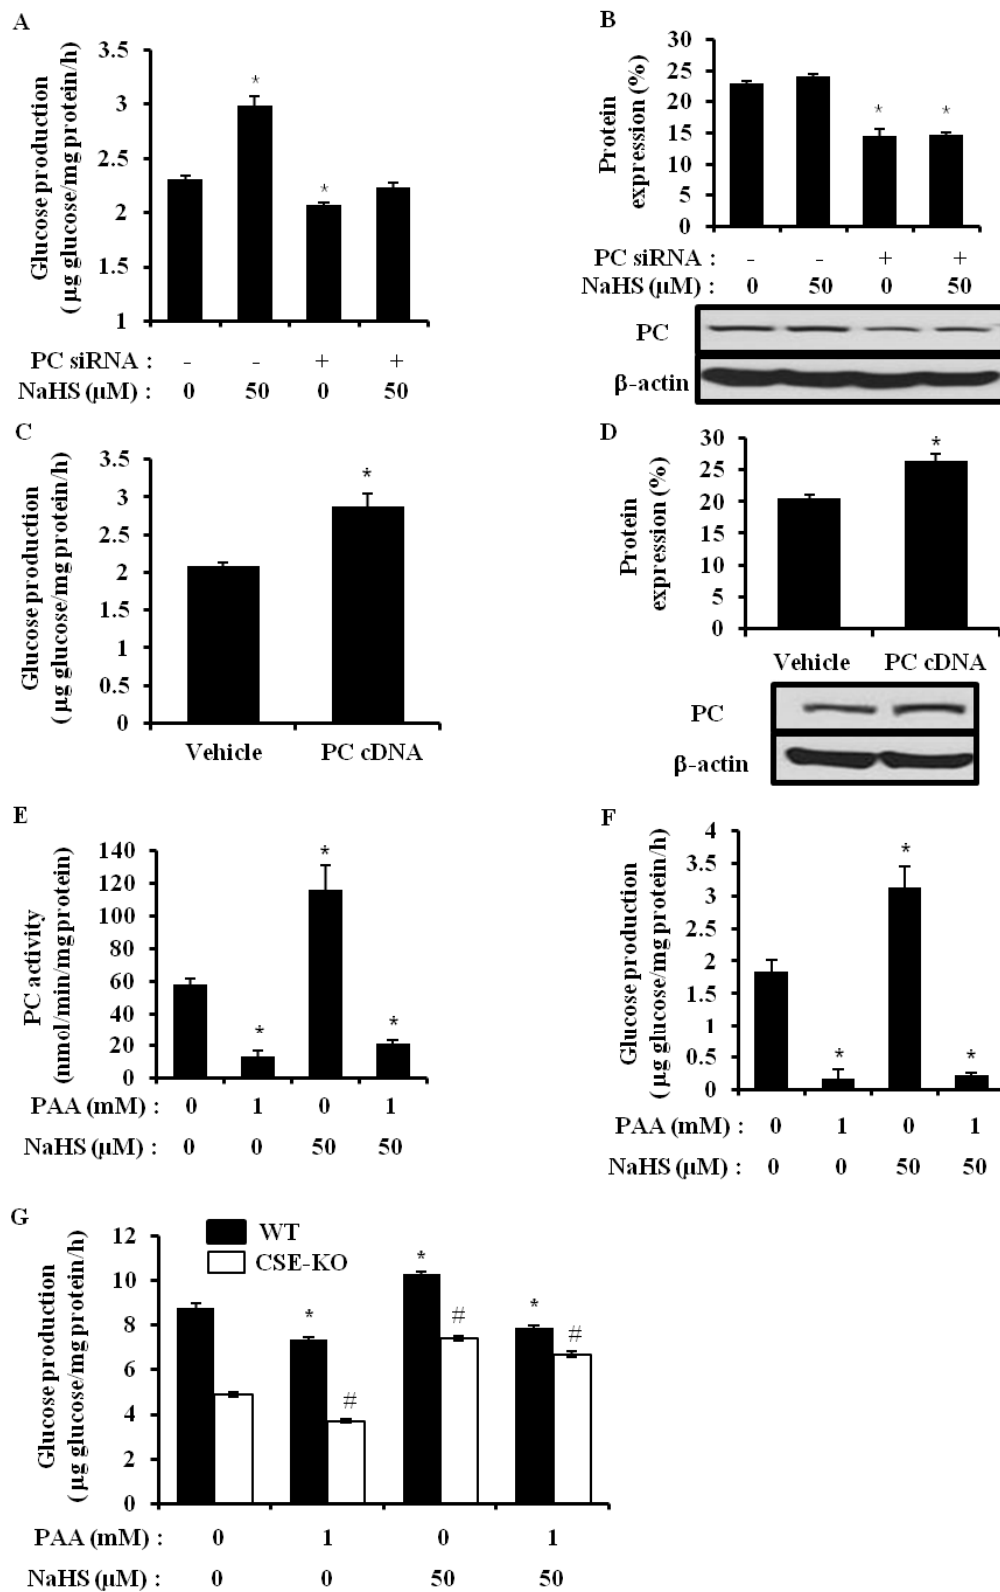 A
Glucose production
(µg glucose/mg protein/h)
3.5
3
2.5
2
1.5
1
*
*
PC siRNA : - - + +
NaHS (µM) : 0 50 0 50
B
Protein
expression (%)
30
25
20
15
10
5
0
* *
PC siRNA : - - + +
NaHS (µM) : 0 50 0 50
PC
β-actin
C
Glucose production
(µg glucose/mg protein/h)
3.5
3
2.5
2
1.5
1
0.5
0
*
Vehicle PC cDNA
D
Protein
expression (%)
30
25
20
15
10
5
0
*
Vehicle PC cDNA
PC
β-actin
E
PC activity
(nmol/min/mg protein)
140
120
100
80
60
40
20
0
*
*
*
PAA (mM) : 0 1 0 1
NaHS (µM) : 0 0 50 50
F
Glucose production
(µg glucose/mg protein/h)
4
3.5
3
2.5
2
1.5
1
0.5
0
*
*
*
PAA (mM) : 0 1 0 1
NaHS (µM) : 0 0 50 50
G
Glucose production
(µg glucose/mg protein/h)
12
10
8
6
4
2
0
WT
CSE-KO
*
#
*
#
*
#
PAA (mM) : 0 1 0 1
NaHS (µM) : 0 0 50 50